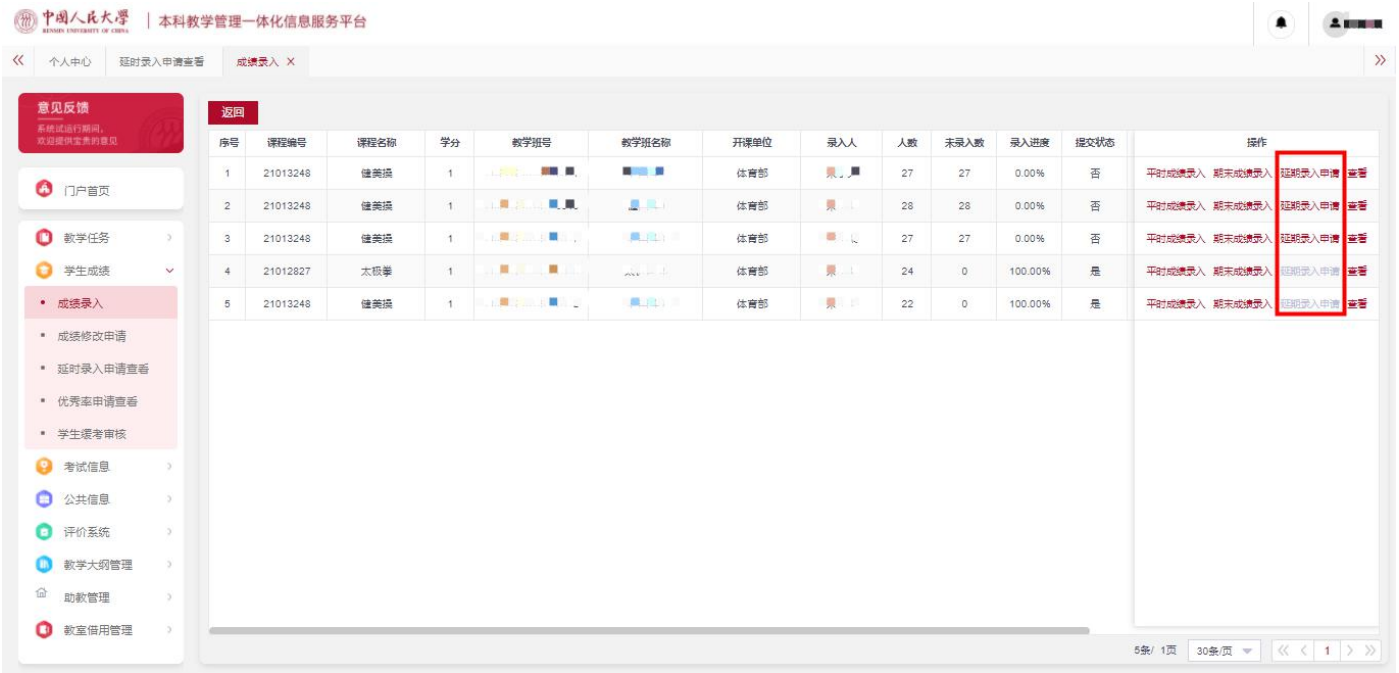 中国人民大学 本科教学管理一体化信息服务平台
RENMIN UNIVERSITY OF CHINA
个人中心 延时录入申请查看 成绩录入 ×
意见反馈
系统试运行期间，
欢迎提供宝贵的意见
门户首页
教学任务
学生成绩
成绩录入
成绩修改申请
延时录入申请查看
优秀率申请查看
学生缓考审核
考试信息
公共信息
评价系统
教学大纲管理
助教管理
教室借用管理
返回
序号 课程编号 课程名称 学分 教学班号 教学班名称 开课单位 录入人 人数 未录入数 录入进度 提交状态 操作
1 21013248 健美操 1 体育部 27 27 0.00% 否 平时成绩录入 期末成绩录入 延期录入申请 查看
2 21013248 健美操 1 体育部 28 28 0.00% 否 平时成绩录入 期末成绩录入 延期录入申请 查看
3 21013248 健美操 1 体育部 27 27 0.00% 否 平时成绩录入 期末成绩录入 延期录入申请 查看
4 21012827 太极拳 1 体育部 24 0 100.00% 是 平时成绩录入 期末成绩录入 延期录入申请 查看
5 21013248 健美操 1 体育部 22 0 100.00% 是 平时成绩录入 期末成绩录入 延期录入申请 查看
5条/ 1页 30条/页 1